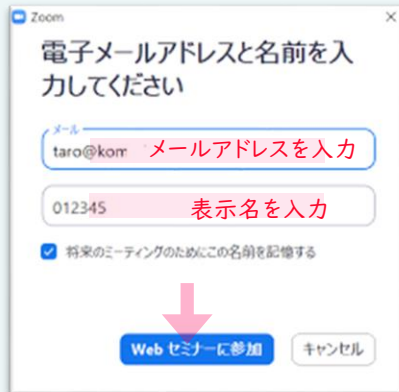 Zoom
電子メールアドレスと名前を入
力してください
メール
taro@kom メールアドレスを入力
012345 表示名を入力
将来のミーティングのためにこの名前を記憶する
Web セミナーに参加 キャンセル